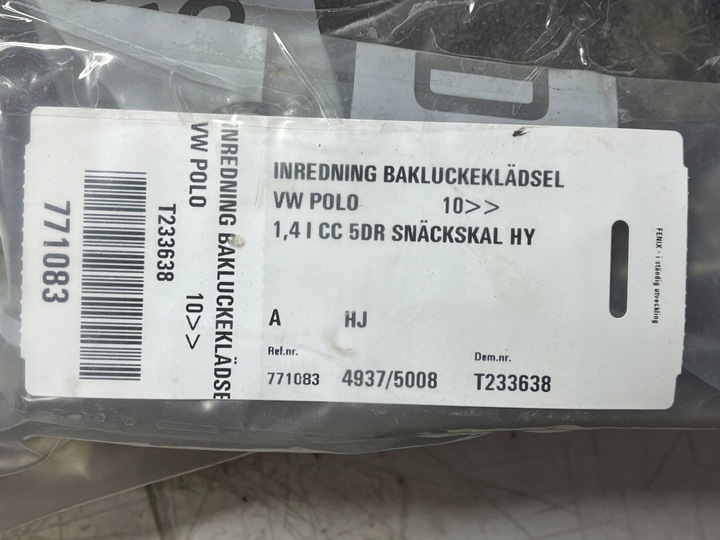 INREDNING BAKLUCKEKLÄDSEL
VW POLO 10>>
1,4 I CC 5DR SNÄCKSKAL HY
A HJ
Ref.nr. Dem.nr.
771083 4937/5008 T233638
FENIX - i ständig utveckling
INREDNING BAKLUCKEKLÄDSE
VW POLO 10>>
T233638
771083